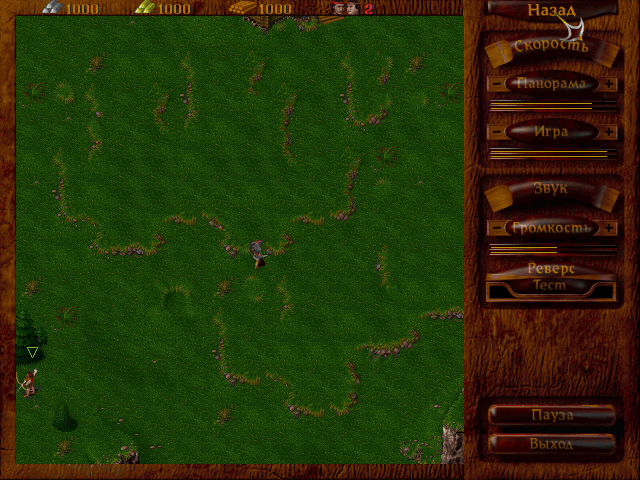 1000 1000 1000 2
Назад
Скорость
− Панорама +
− Игра +
Звук
− Громкость +
Реверс
Тест
Пауза
Выход